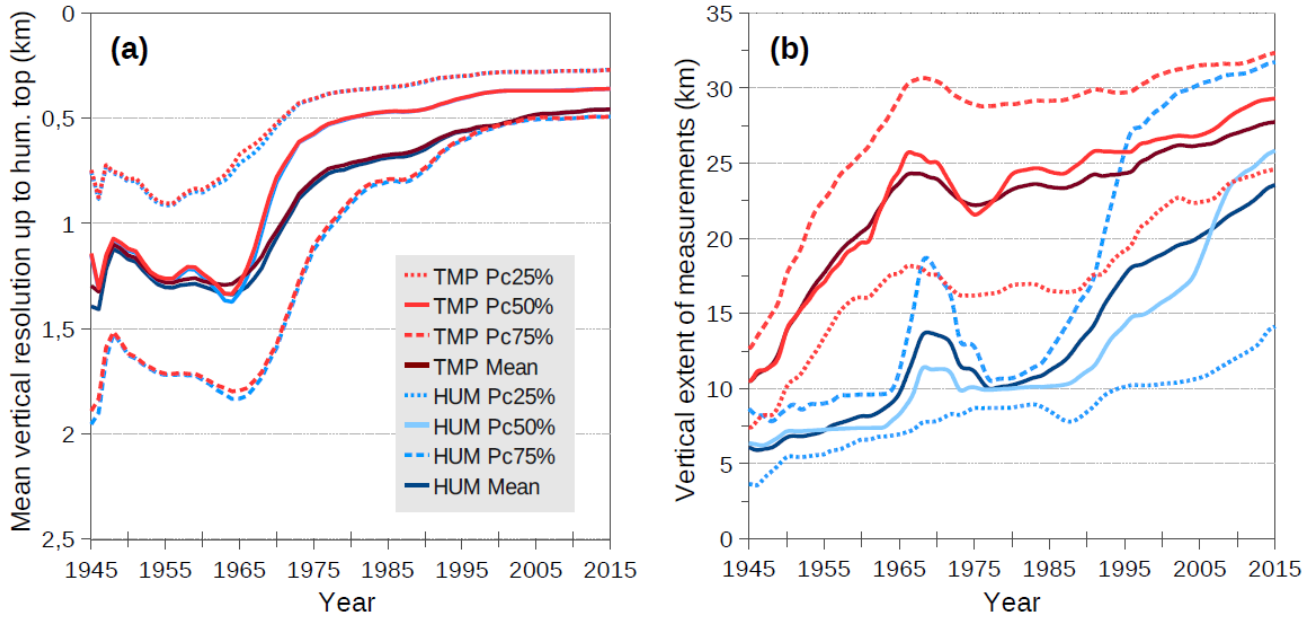 (a)
Mean vertical resolution up to hum. top (km)
0
0,5
1
1,5
2
2,5
1945 1955 1965 1975 1985 1995 2005 2015
Year
TMP Pc25%
TMP Pc50%
TMP Pc75%
TMP Mean
HUM Pc25%
HUM Pc50%
HUM Pc75%
HUM Mean
(b)
Vertical extent of measurements (km)
35
30
25
20
15
10
5
0
1945 1955 1965 1975 1985 1995 2005 2015
Year